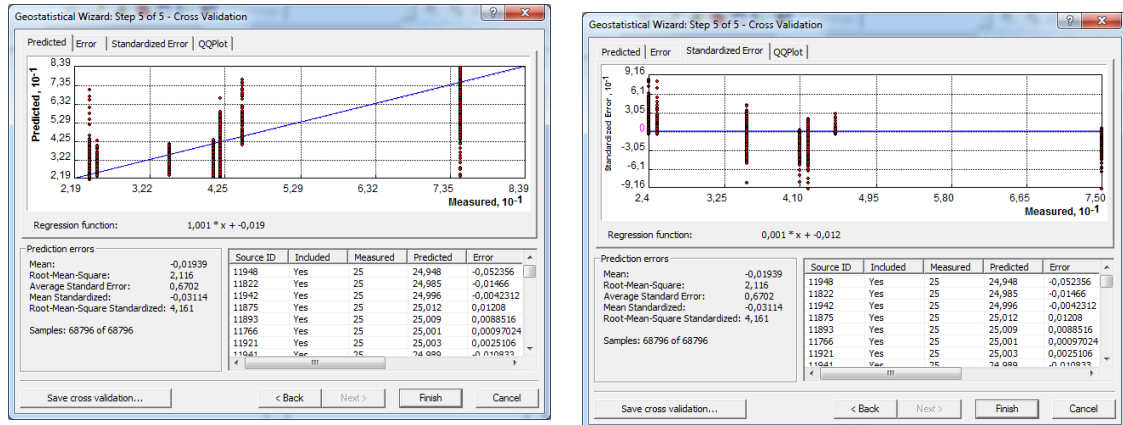 Geostatistical Wizard: Step 5 of 5 - Cross Validation
Predicted Error Standardized Error QQPlot
Predicted, 10-1
8,39
7,35
6,32
5,29
4,25
3,22
2,19
2,19 3,22 4,25 5,29 6,32 7,35 8,39
Measured, 10-1
Regression function: 1,001 * x + -0,019
Prediction errors
Mean: -0,01939
Root-Mean-Square: 2,116
Average Standard Error: 0,6702
Mean Standardized: -0,03114
Root-Mean-Square Standardized: 4,161
Samples: 68796 of 68796
Source ID Included Measured Predicted Error
11948 Yes 25 24,948 -0,052356
11822 Yes 25 24,985 -0,01466
11942 Yes 25 24,996 -0,0042312
11875 Yes 25 25,012 0,01208
11893 Yes 25 25,009 0,0088516
11766 Yes 25 25,001 0,00097024
11921 Yes 25 25,003 0,0025106
11941 Yes 25 24,989 -0,010833
Save cross validation... < Back Next > Finish Cancel
Geostatistical Wizard: Step 5 of 5 - Cross Validation
Predicted Error Standardized Error QQPlot
Standardized Error, 10-1
9,16
6,1
3,05
0
-3,05
-6,1
-9,16
2,4 3,25 4,10 4,95 5,80 6,65 7,50
Measured, 10-1
Regression function: 0,001 * x + -0,012
Prediction errors
Mean: -0,01939
Root-Mean-Square: 2,116
Average Standard Error: 0,6702
Mean Standardized: -0,03114
Root-Mean-Square Standardized: 4,161
Samples: 68796 of 68796
Source ID Included Measured Predicted Error
11948 Yes 25 24,948 -0,052356
11822 Yes 25 24,985 -0,01466
11942 Yes 25 24,996 -0,0042312
11875 Yes 25 25,012 0,01208
11893 Yes 25 25,009 0,0088516
11766 Yes 25 25,001 0,00097024
11921 Yes 25 25,003 0,0025106
11941 Yes 25 24,989 -0,010833
Save cross validation... < Back Next > Finish Cancel